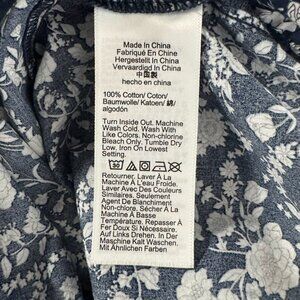 Made In China
Fabriqué En Chine
Hergestellt In China
Vervaardigd In China
中国製
hecho en china
100% Cotton/ Coton/
Baumwolle/ Katoen/ 綿/
algodón
Turn Inside Out. Machine
Wash Cold. Wash With
Like Colors. Non-chlorine
Bleach Only. Tumble Dry
Low. Iron On Lowest
Setting.
Retourner. Laver À La
Machine À L'eau Froide.
Laver Avec Des Couleurs
Similaires. Seulement
Agent De Blanchiment
Non-chlore. Sécher À La
Machine À Basse
Température. Repasser À
Fer Doux Si Nécessaire.
Auf Links Drehen. In Der
Maschine Kalt Waschen.
Mit Ähnlichen Farben